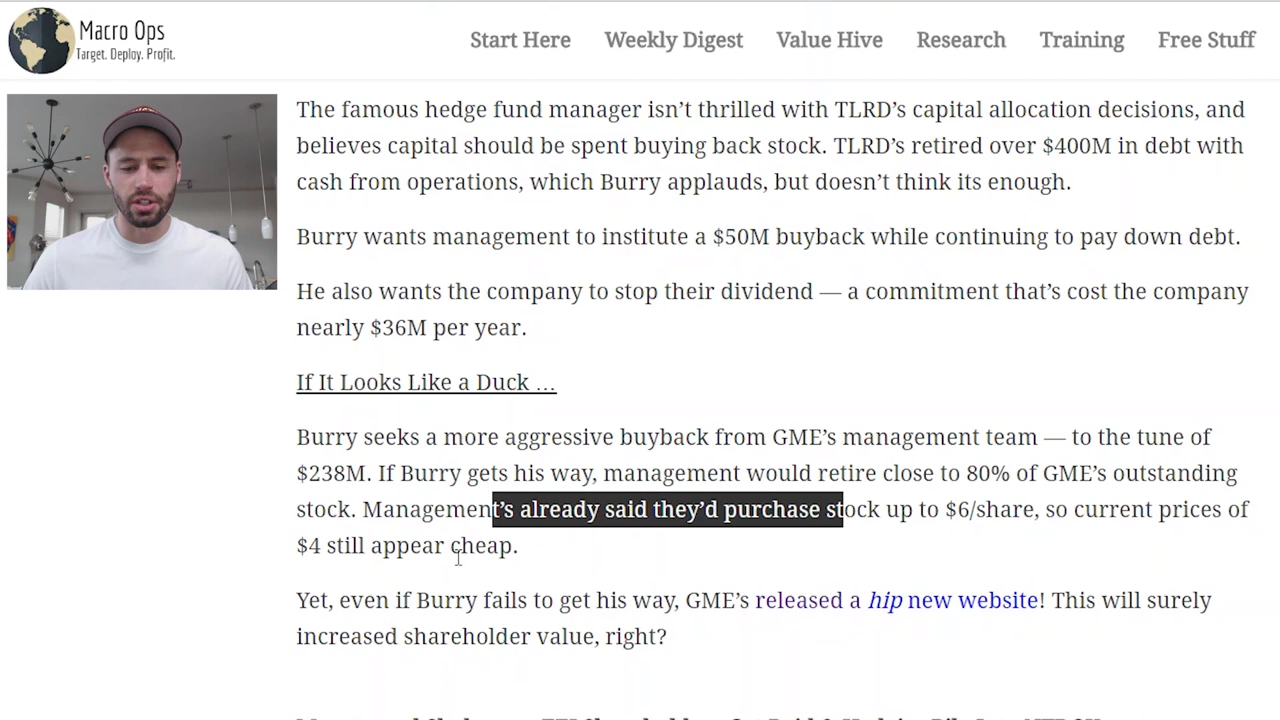 Macro Ops
Target. Deploy. Profit.
Start Here Weekly Digest Value Hive Research Training Free Stuff
The famous hedge fund manager isn’t thrilled with TLRD’s capital allocation decisions, and
believes capital should be spent buying back stock. TLRD’s retired over $400M in debt with
cash from operations, which Burry applauds, but doesn’t think its enough.
Burry wants management to institute a $50M buyback while continuing to pay down debt.
He also wants the company to stop their dividend — a commitment that’s cost the company
nearly $36M per year.
If It Looks Like a Duck …
Burry seeks a more aggressive buyback from GME’s management team — to the tune of
$238M. If Burry gets his way, management would retire close to 80% of GME’s outstanding
stock. Management’s already said they’d purchase stock up to $6/share, so current prices of
$4 still appear cheap.
Yet, even if Burry fails to get his way, GME’s released a hip new website! This will surely
increased shareholder value, right?